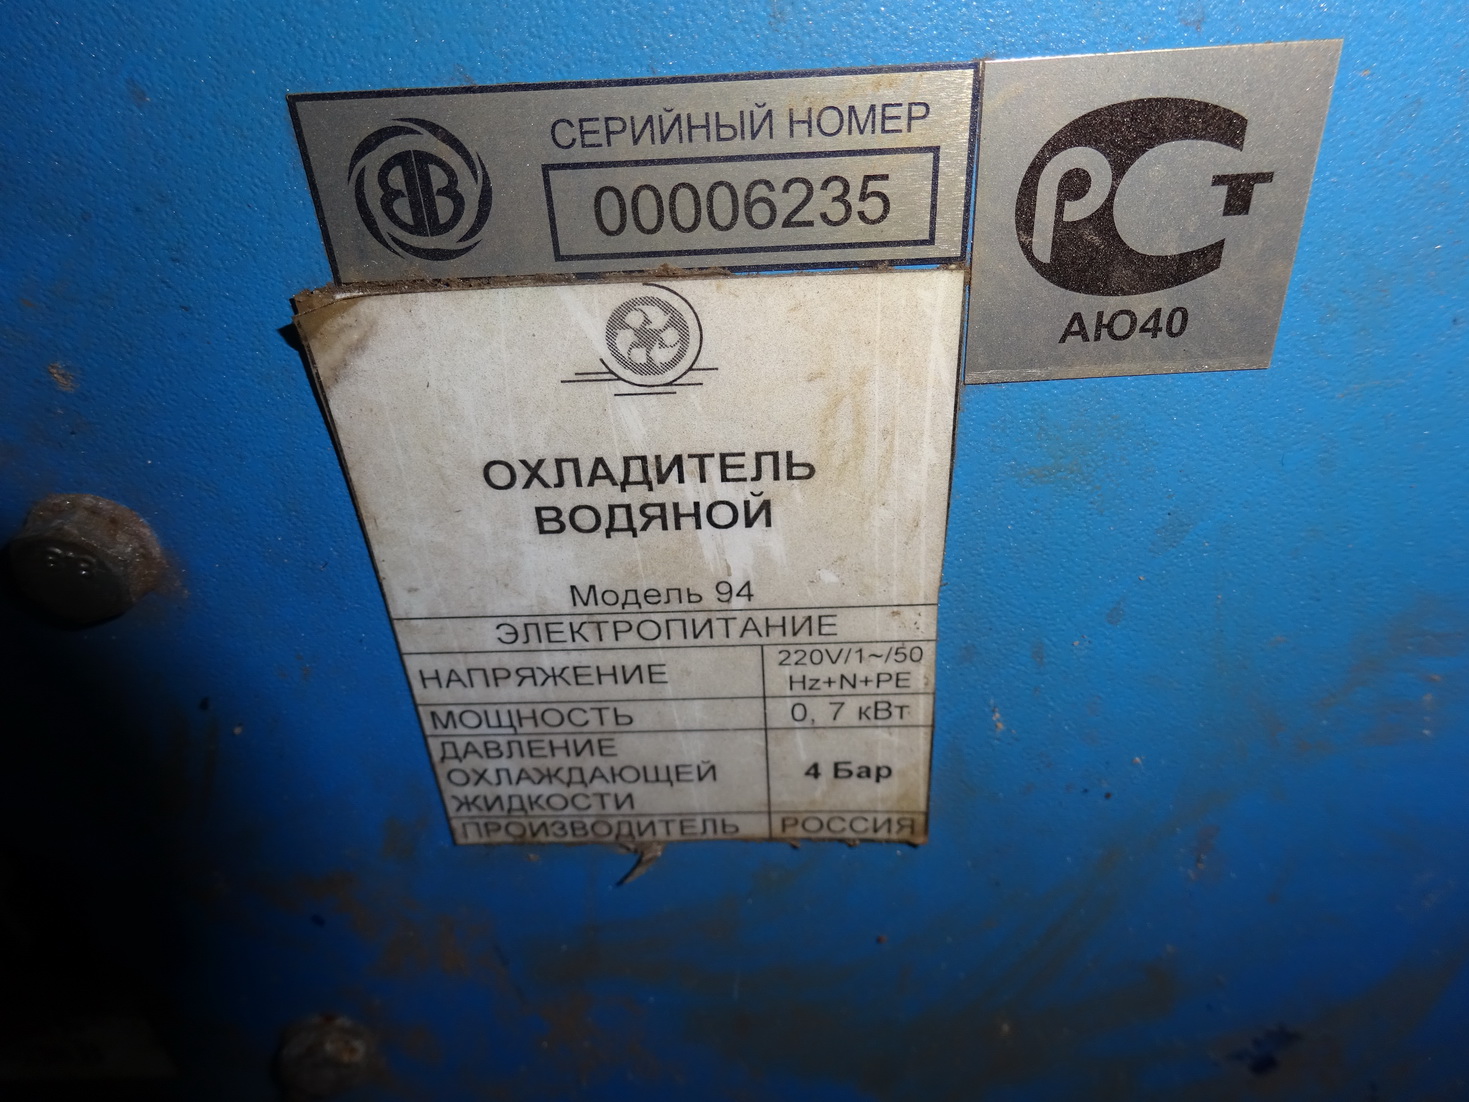 СЕРИЙНЫЙ НОМЕР
00006235
РСТ
АЮ40
ОХЛАДИТЕЛЬ
ВОДЯНОЙ
Модель 94
ЭЛЕКТРОПИТАНИЕ
НАПРЯЖЕНИЕ
220V/1~/50
Hz+N+PE
МОЩНОСТЬ
0, 7 кВт
ДАВЛЕНИЕ
ОХЛАЖДАЮЩЕЙ
ЖИДКОСТИ
4 Бар
ПРОИЗВОДИТЕЛЬ
РОССИЯ